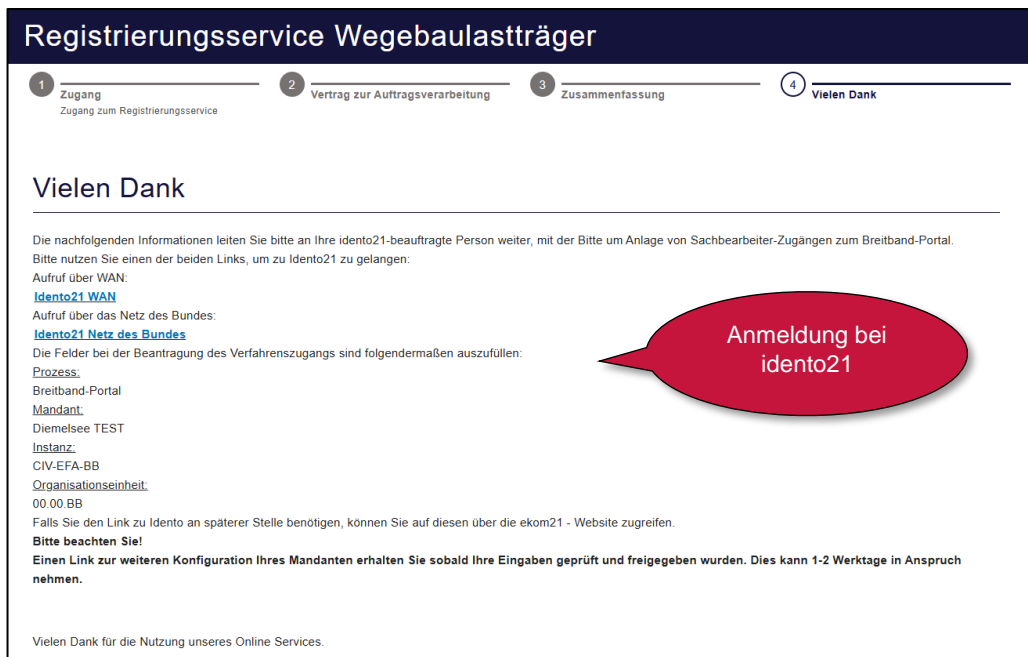 Registrierungsservice Wegebaulastträger
1 Zugang
Zugang zum Registrierungsservice
2 Vertrag zur Auftragsverarbeitung
3 Zusammenfassung
4 Vielen Dank
Vielen Dank
Die nachfolgenden Informationen leiten Sie bitte an Ihre idento21-beauftragte Person weiter, mit der Bitte um Anlage von Sachbearbeiter-Zugängen zum Breitband-Portal.
Bitte nutzen Sie einen der beiden Links, um zu Idento21 zu gelangen:
Aufruf über WAN:
Idento21 WAN
Aufruf über das Netz des Bundes:
Idento21 Netz des Bundes
Die Felder bei der Beantragung des Verfahrenszugangs sind folgendermaßen auszufüllen:
Prozess:
Breitband-Portal
Mandant:
Diemelsee TEST
Instanz:
CIV-EFA-BB
Organisationseinheit:
00.00.BB
Falls Sie den Link zu Idento an späterer Stelle benötigen, können Sie auf diesen über die ekom21 - Website zugreifen.
Bitte beachten Sie!
Einen Link zur weiteren Konfiguration Ihres Mandanten erhalten Sie sobald Ihre Eingaben geprüft und freigegeben wurden. Dies kann 1-2 Werktage in Anspruch
nehmen.
Anmeldung bei
idento21
Vielen Dank für die Nutzung unseres Online Services.